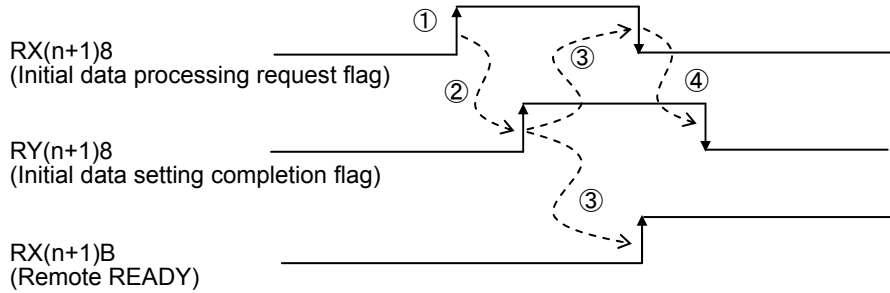 ①
RX(n+1)8
(Initial data processing request flag)
②
③
④
RY(n+1)8
(Initial data setting completion flag)
③
RX(n+1)B
(Remote READY)